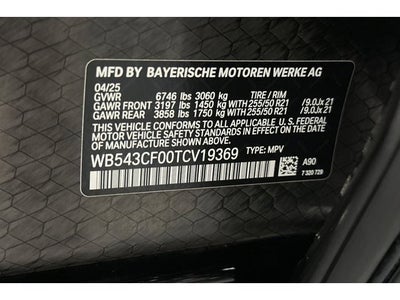 MFD BY BAYERISCHE MOTOREN WERKE AG
04/25
GVWR 6746 lbs 3060 kg TIRE / RIM
GAWR FRONT 3197 lbs 1450 kg WITH 255/50 R21 /9.0Jx 21
GAWR REAR 3858 lbs 1750 kg WITH 255/50 R21 /9.0Jx 21
THIS VEHICLE CONFORMS TO ALL APPLICABLE U.S. FEDERAL
MOTOR VEHICLE SAFETY STANDARDS IN EFFECT ON THE DATE OF
MANUFACTURE SHOWN ABOVE.
WB543CF00TCV19369 TYPE: MPV
A90
7 320 729